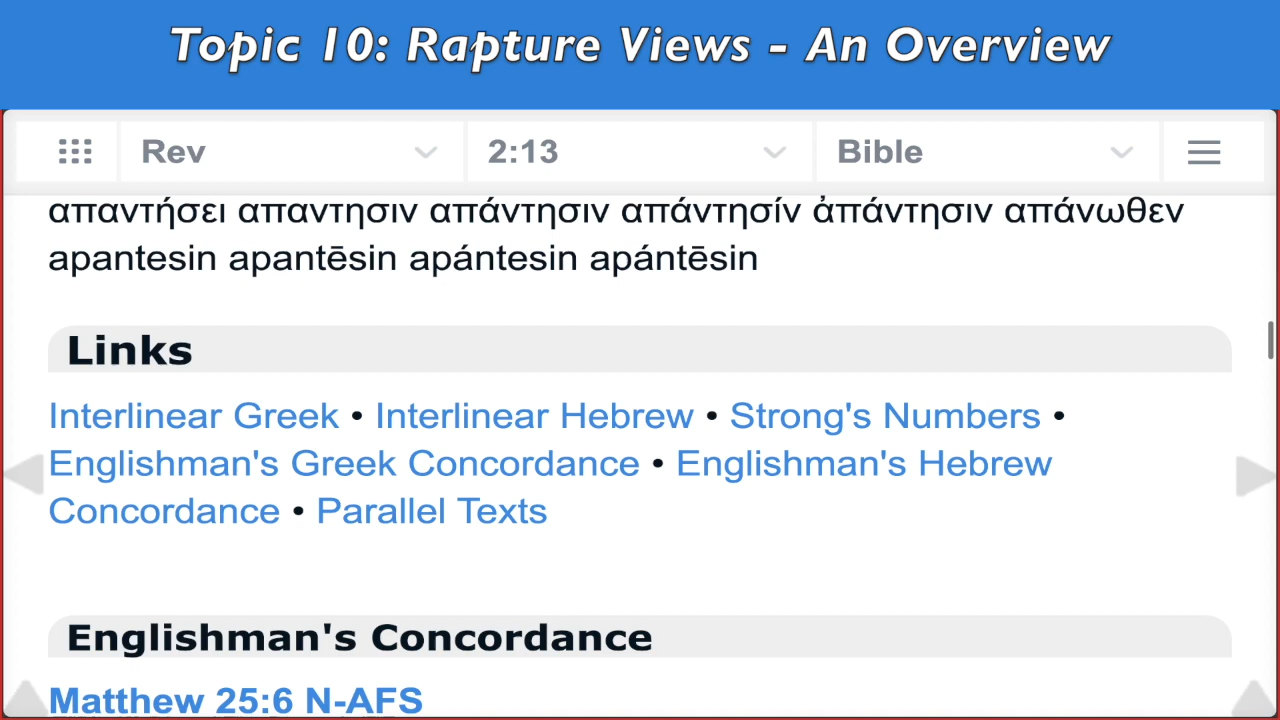 Topic 10: Rapture Views - An Overview
Rev 2:13 Bible
απαντήσει απαντησιν απάντησιν απάντησίν ἀπάντησιν απάνωθεν
apantesin apantēsin apántesin apántēsin
Links
Interlinear Greek • Interlinear Hebrew • Strong's Numbers •
Englishman's Greek Concordance • Englishman's Hebrew
Concordance • Parallel Texts
Englishman's Concordance
Matthew 25:6 N-AFS